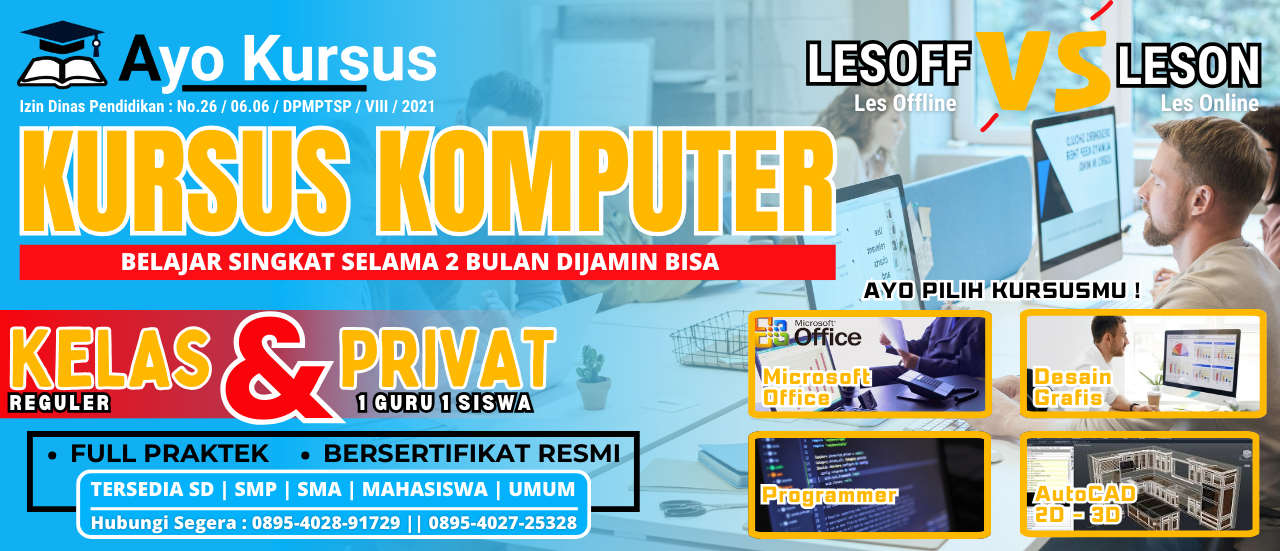 Ayo Kursus
Izin Dinas Pendidikan : No.26 / 06.06 / DPMPTSP / VIII / 2021
LESOFF VS LESON
Les Offline
Les Online
KURSUS KOMPUTER
BELAJAR SINGKAT SELAMA 2 BULAN DIJAMIN BISA
KELAS & PRIVAT
REGULER
1 GURU 1 SISWA
• FULL PRAKTEK • BERSERTIFIKAT RESMI
TERSEDIA SD | SMP | SMA | MAHASISWA | UMUM
Hubungi Segera : 0895-4028-91729 || 0895-4027-25328
AYO PILIH KURSUSMU !
Microsoft
Office
Microsoft
Office
Desain
Grafis
Programmer
AutoCAD
2D - 3D